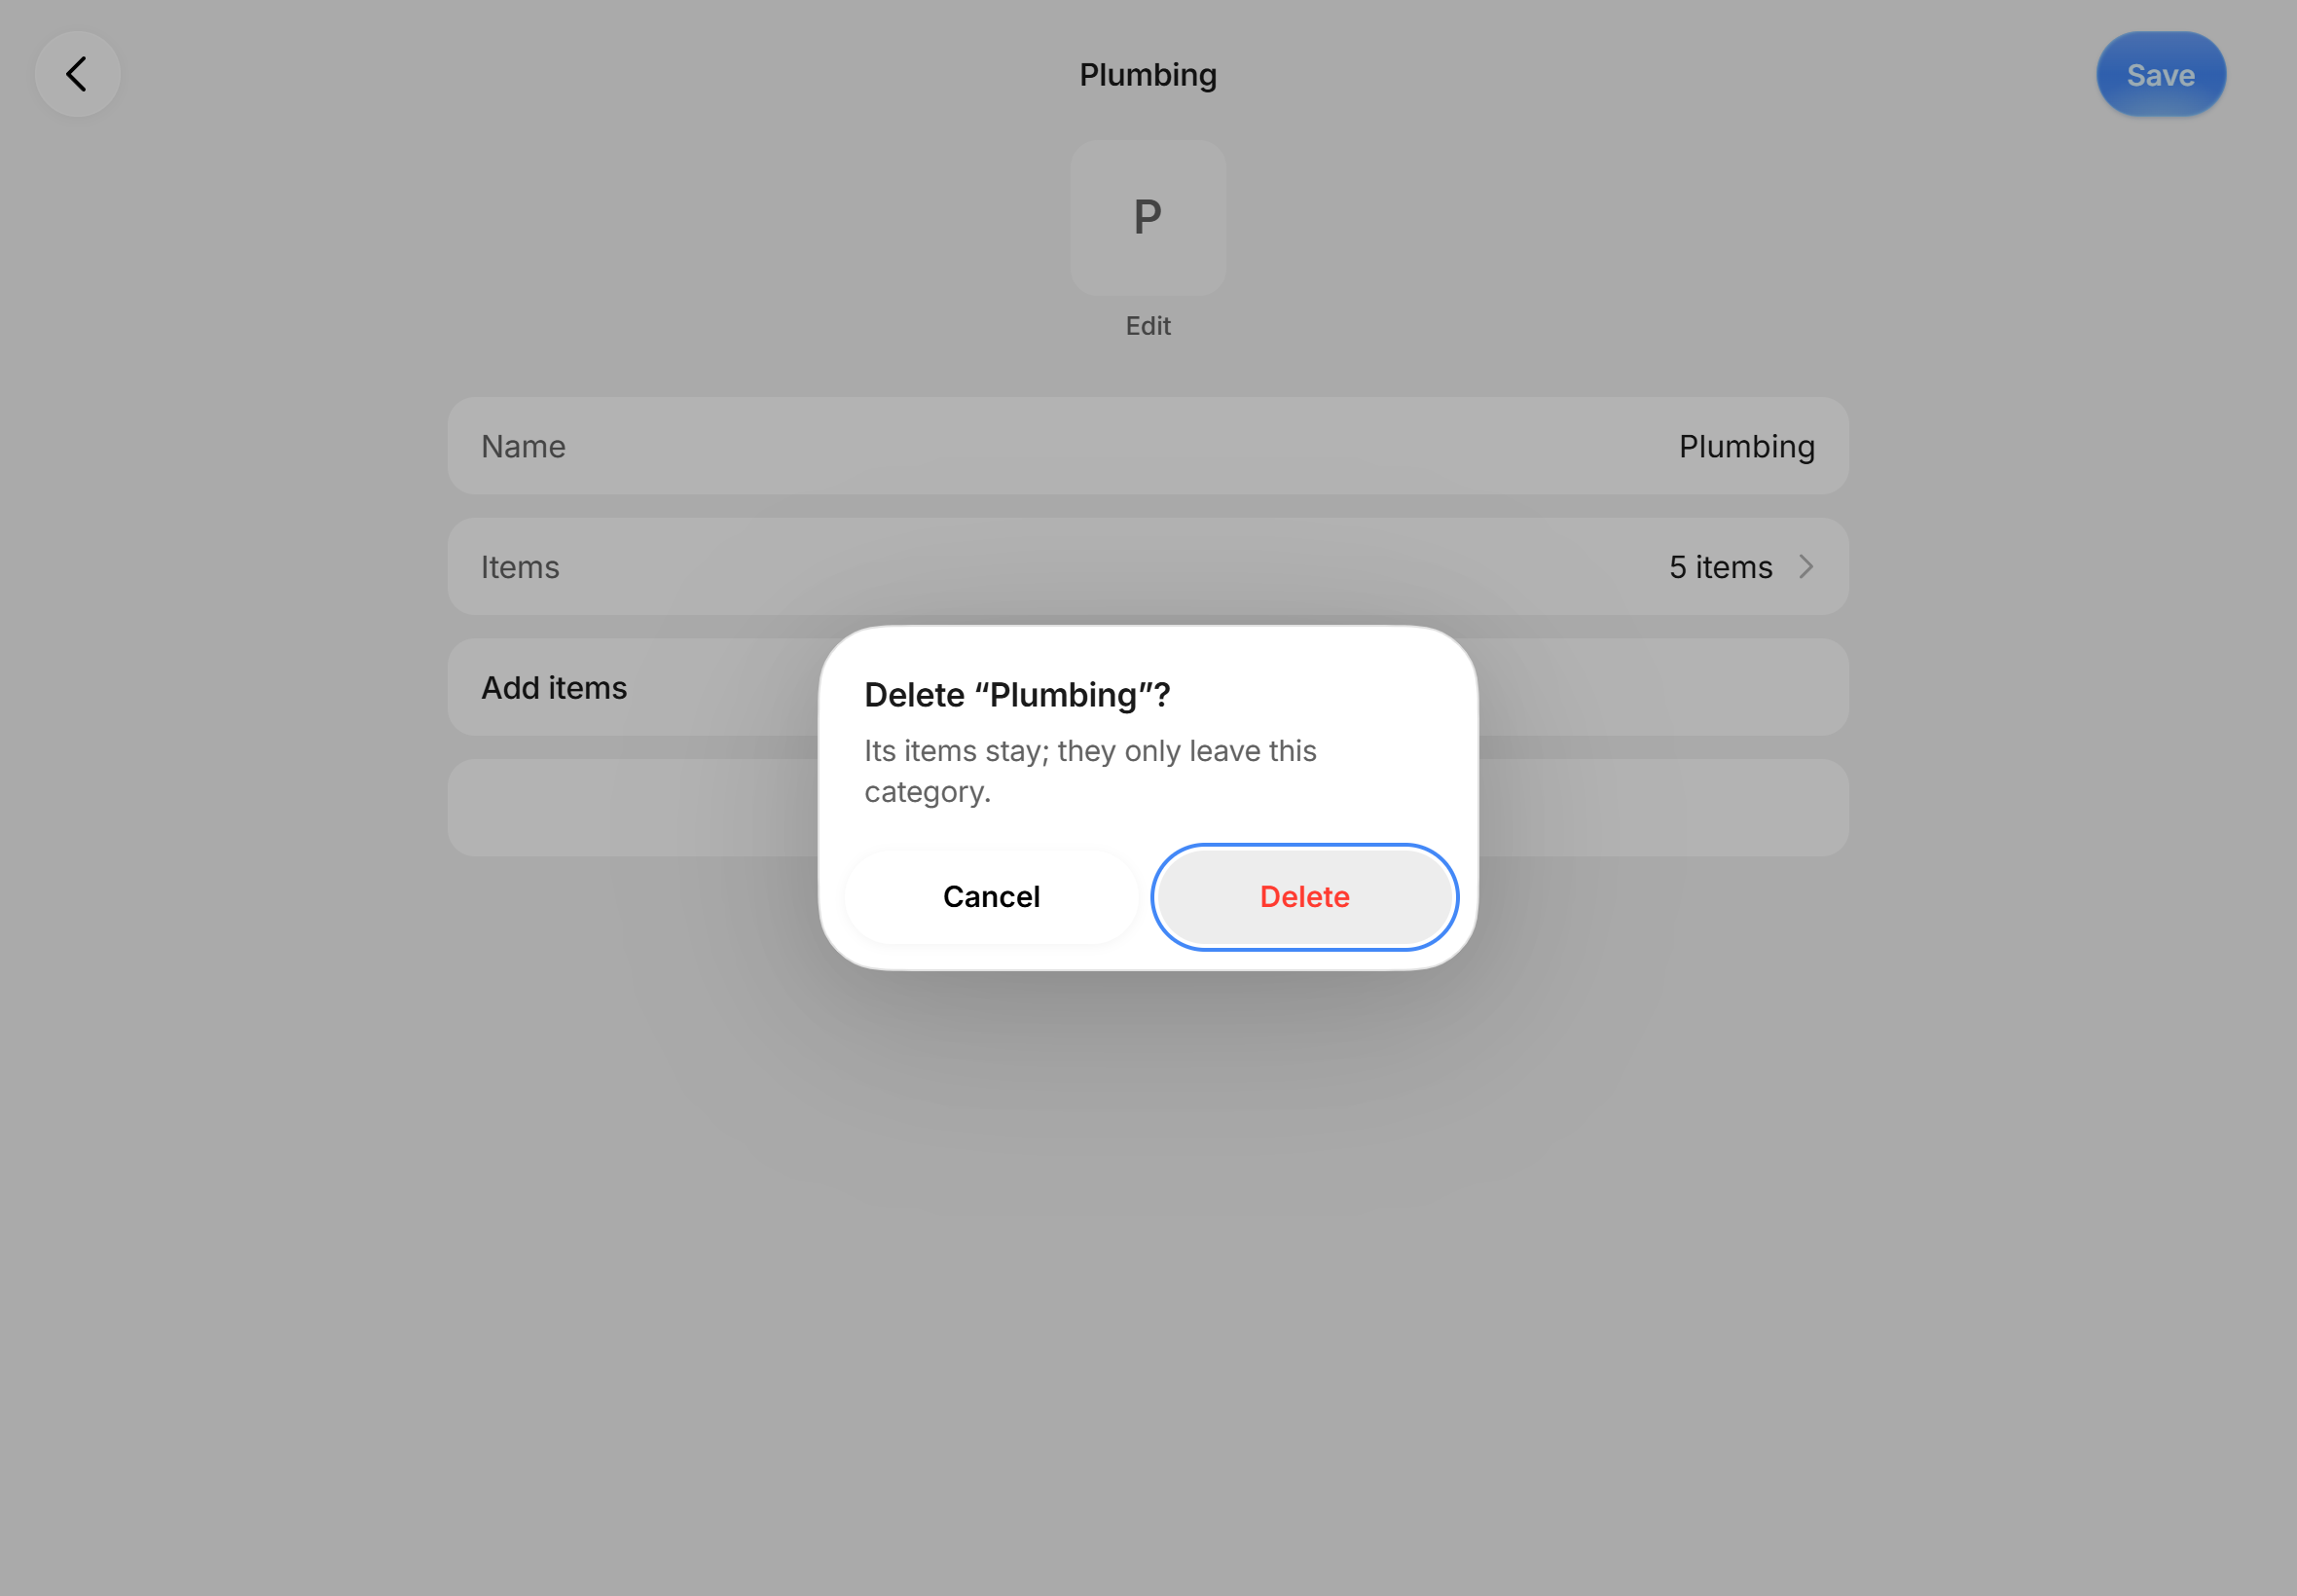 Plumbing
Save
P
Edit
Name
Plumbing
Items
5 items
Add items
Delete “Plumbing”?
Its items stay; they only leave this
category.
Cancel
Delete